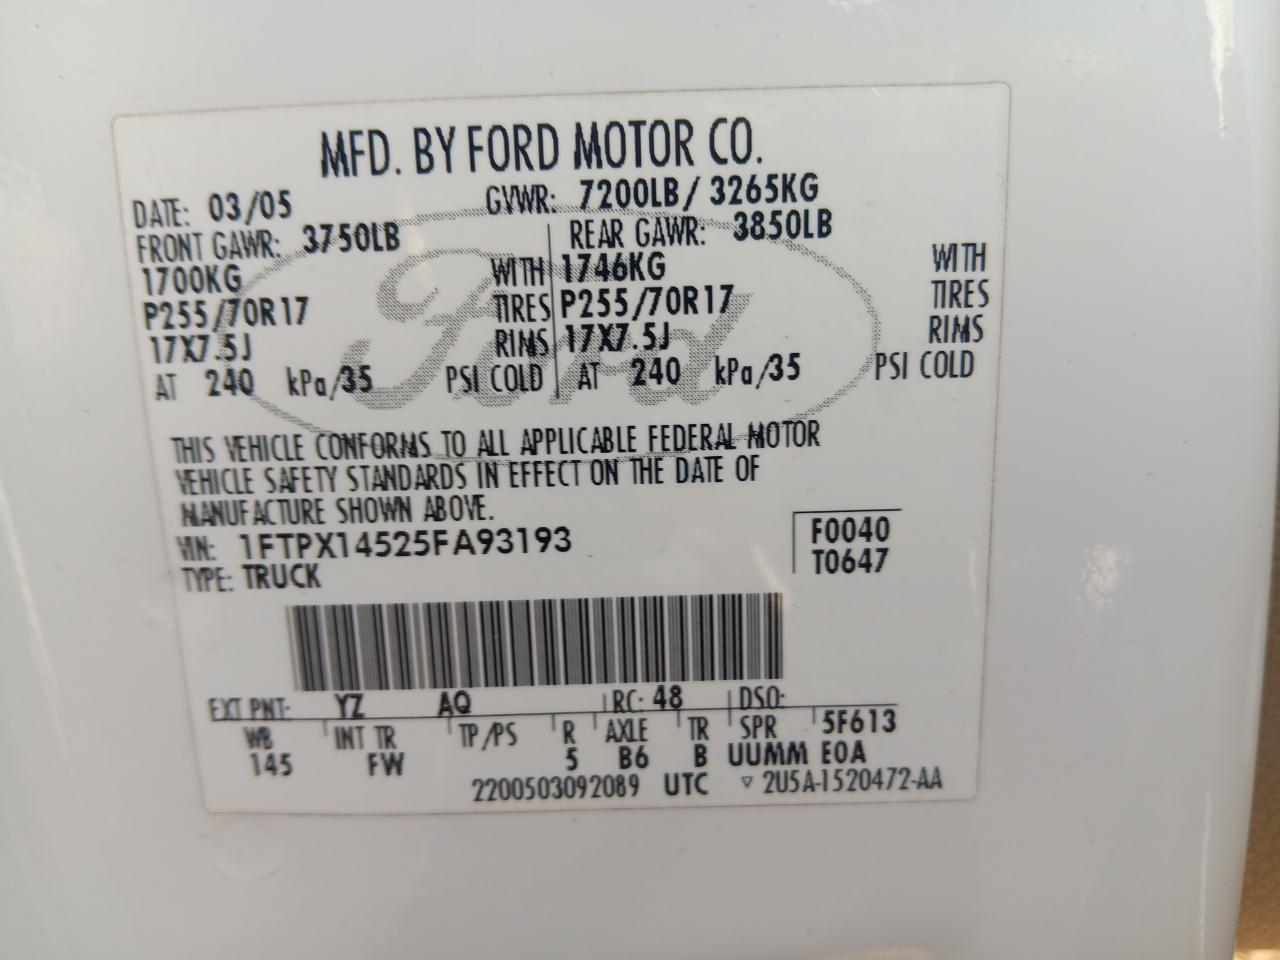 MFD. BY FORD MOTOR CO.
DATE: 03/05 GVWR: 7200LB/ 3265KG
FRONT GAWR: 3750LB REAR GAWR: 3850LB
1700KG WITH 1746KG WITH
P255/70R17 TIRES P255/70R17 TIRES
17X7.5J RIMS 17X7.5J RIMS
AT 240 kPa/35 PSI COLD AT 240 kPa/35 PSI COLD
Ford
THIS VEHICLE CONFORMS TO ALL APPLICABLE FEDERAL MOTOR
VEHICLE SAFETY STANDARDS IN EFFECT ON THE DATE OF
MANUFACTURE SHOWN ABOVE.
VIN: 1FTPX14525FA93193 F0040
TYPE: TRUCK T0647
EXT PNT: YZ AQ RC: 48 DSO:
WB INT TR TP/PS R AXLE TR SPR 5F613
145 FW 5 B6 B UUMM E0A
2200503092089 UTC ▽ 2U5A-1520472-AA